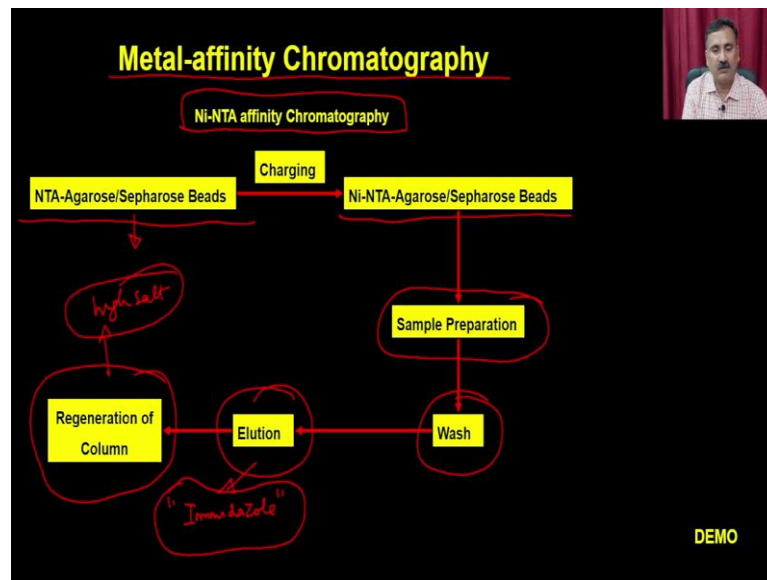 Metal-affinity Chromatography
Ni-NTA affinity Chromatography
Charging
NTA-Agarose/Sepharose Beads
Ni-NTA-Agarose/Sepharose Beads
high salt
Sample Preparation
Regeneration of
Column
Elution
Wash
"Immidazole"
DEMO